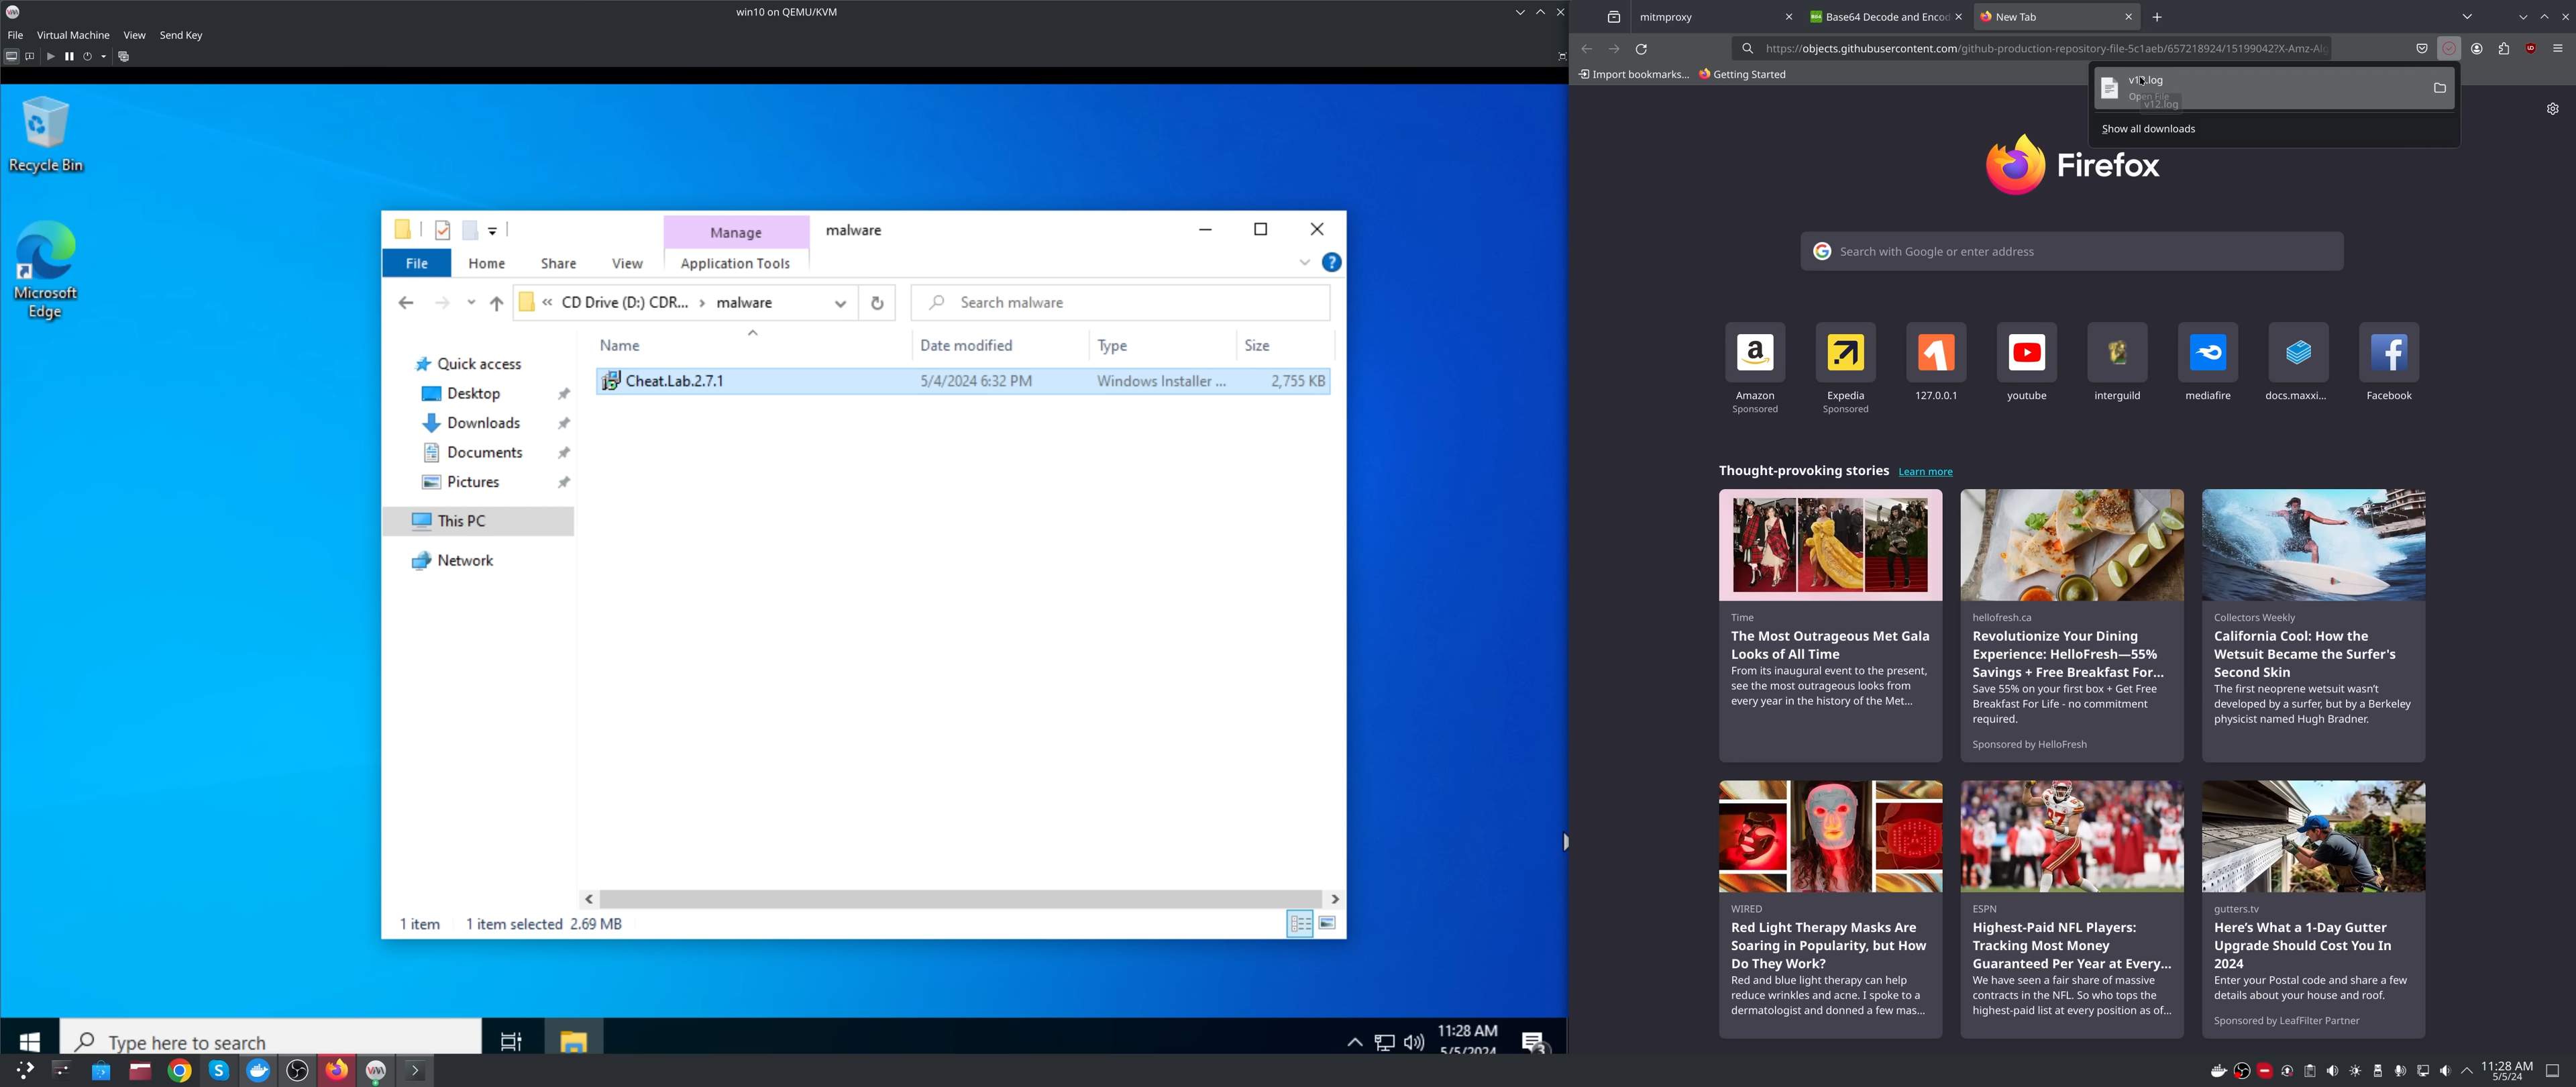 win10 on QEMU/KVM
File Virtual Machine View Send Key
Recycle Bin
Microsoft
Edge
Manage
malware
File Home Share View Application Tools
« CD Drive (D:) CDR... › malware
Search malware
Name Date modified Type Size
Cheat.Lab.2.7.1 5/4/2024 6:32 PM Windows Installer ... 2,755 KB
Quick access
Desktop
Downloads
Documents
Pictures
This PC
Network
1 item 1 item selected 2.69 MB
Type here to search
11:28 AM
5/5/2024
mitmproxy
Base64 Decode and Encod
New Tab
https://objects.githubusercontent.com/github-production-repository-file-5c1aeb/657218924/15199042?X-Amz-Al
Import bookmarks... Getting Started
Open File
v12.log
Show all downloads
Firefox
Search with Google or enter address
Amazon
Sponsored
Expedia
Sponsored
127.0.0.1
youtube
interguild
mediafire
docs.maxxi...
Facebook
Thought-provoking stories Learn more
Time
The Most Outrageous Met Gala
Looks of All Time
From its inaugural event to the present,
see the most outrageous looks from
every year in the history of the Met...
hellofresh.ca
Revolutionize Your Dining
Experience: HelloFresh—55%
Savings + Free Breakfast For...
Save 55% on your first box + Get Free
Breakfast For Life - no commitment
required.
Sponsored by HelloFresh
Collectors Weekly
California Cool: How the
Wetsuit Became the Surfer's
Second Skin
The first neoprene wetsuit wasn't
developed by a surfer, but by a Berkeley
physicist named Hugh Bradner.
WIRED
Red Light Therapy Masks Are
Soaring in Popularity, but How
Do They Work?
Red and blue light therapy can help
reduce wrinkles and acne. I spoke to a
dermatologist and donned a few mas...
ESPN
Highest-Paid NFL Players:
Tracking Most Money
Guaranteed Per Year at Every...
We have seen a fair share of massive
contracts in the NFL. So who tops the
highest-paid list at every position as of...
gutters.tv
Here's What a 1-Day Gutter
Upgrade Should Cost You In
2024
Enter your Postal code and share a few
details about your house and roof.
Sponsored by LeafFilter Partner
11:28 AM
5/5/24